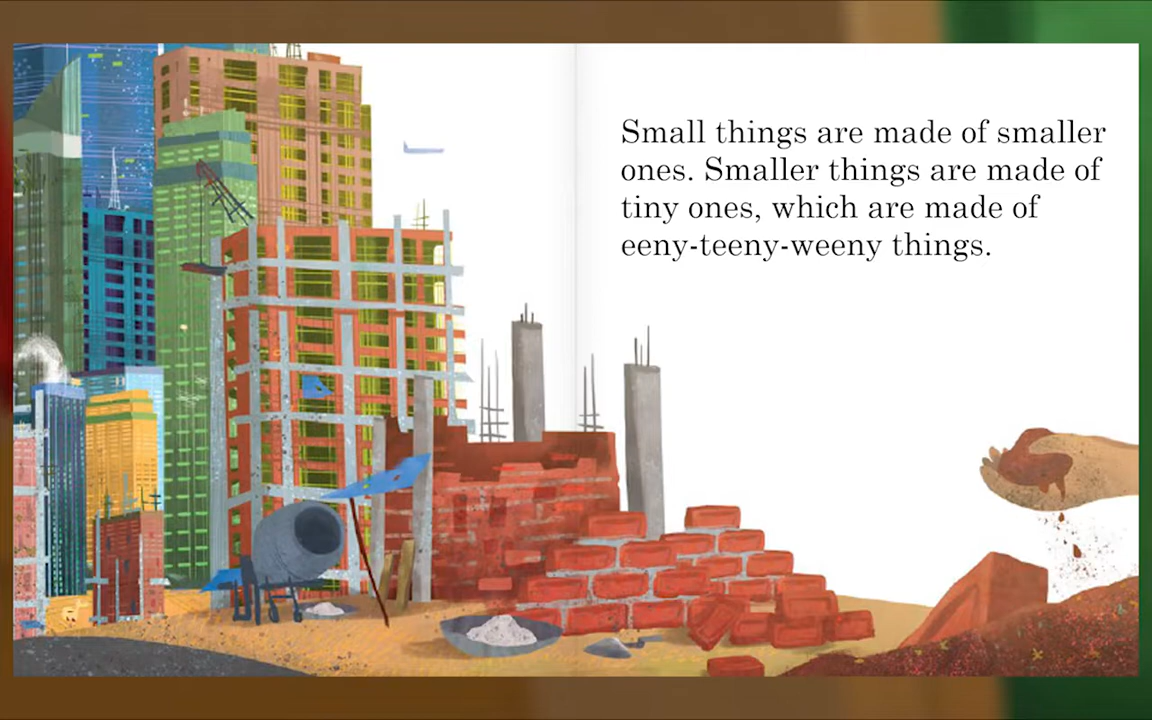 Small things are made of smaller
ones. Smaller things are made of
tiny ones, which are made of
eeny-teeny-weeny things.